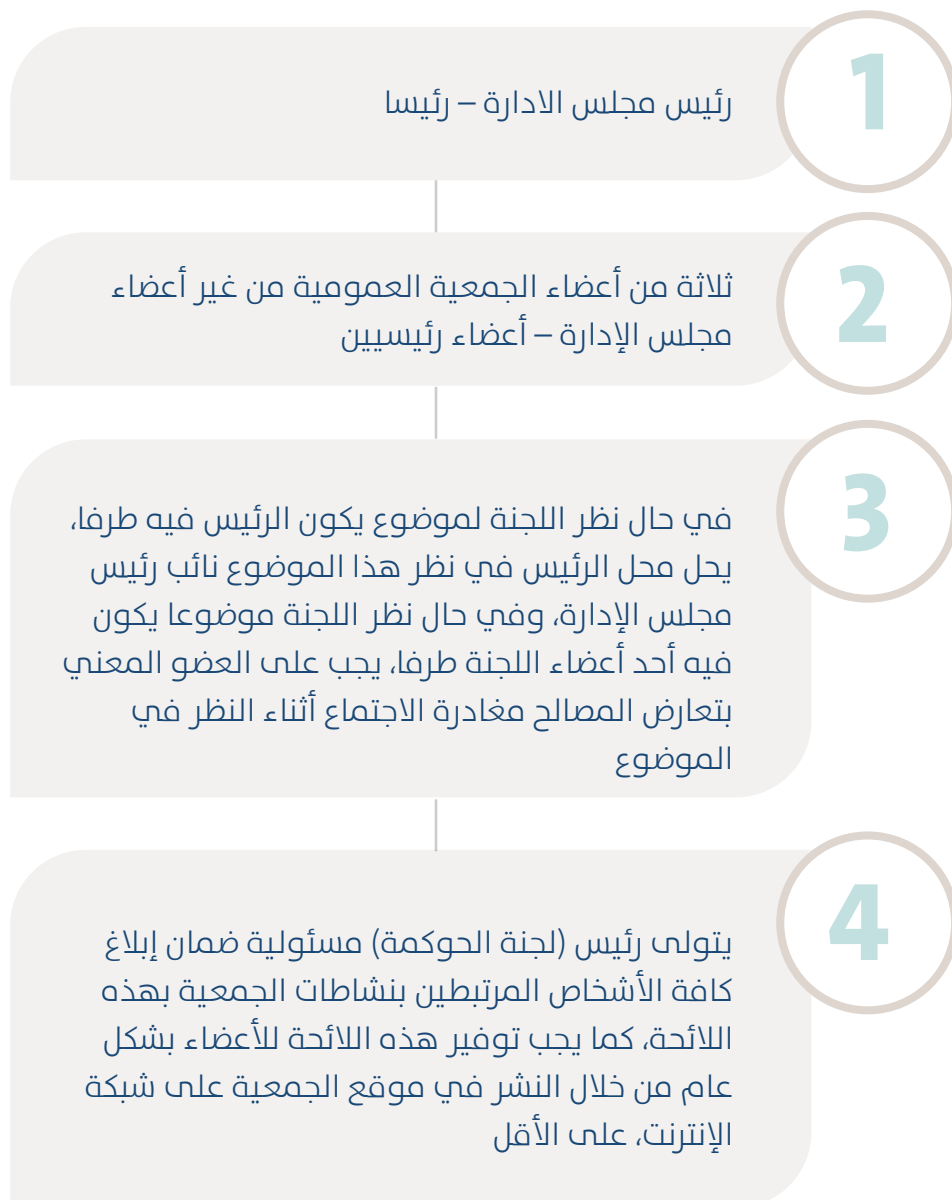 1
رئيس مجلس الادارة – رئيسا
2
ثلاثة من أعضاء الجمعية العمومية من غير أعضاء
مجلس الإدارة – أعضاء رئيسيين
3
في حال نظر اللجنة لموضوع يكون الرئيس فيه طرفا،
يحل محل الرئيس في نظر هذا الموضوع نائب رئيس
مجلس الإدارة، وفي حال نظر اللجنة موضوعا يكون
فيه أحد أعضاء اللجنة طرفا، يجب على العضو المعني
بتعارض المصالح مغادرة الاجتماع أثناء النظر في
الموضوع
4
يتولى رئيس (لجنة الحوكمة) مسئولية ضمان إبلاغ
كافة الأشخاص المرتبطين بنشاطات الجمعية بهذه
اللائحة، كما يجب توفير هذه اللائحة للأعضاء بشكل
عام من خلال النشر في موقع الجمعية على شبكة
الإنترنت، على الأقل